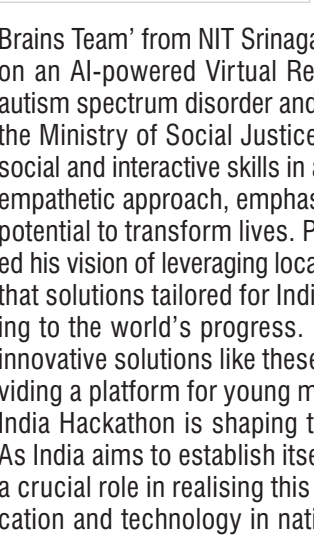 Brains Team’ from NIT Srinaga
on an AI-powered Virtual Re
autism spectrum disorder and
the Ministry of Social Justice
social and interactive skills in a
empathetic approach, emphas
potential to transform lives. P
ed his vision of leveraging loca
that solutions tailored for Indi
ing to the world’s progress.
innovative solutions like these
viding a platform for young m
India Hackathon is shaping t
As India aims to establish itse
a crucial role in realising this
cation and technology in nati